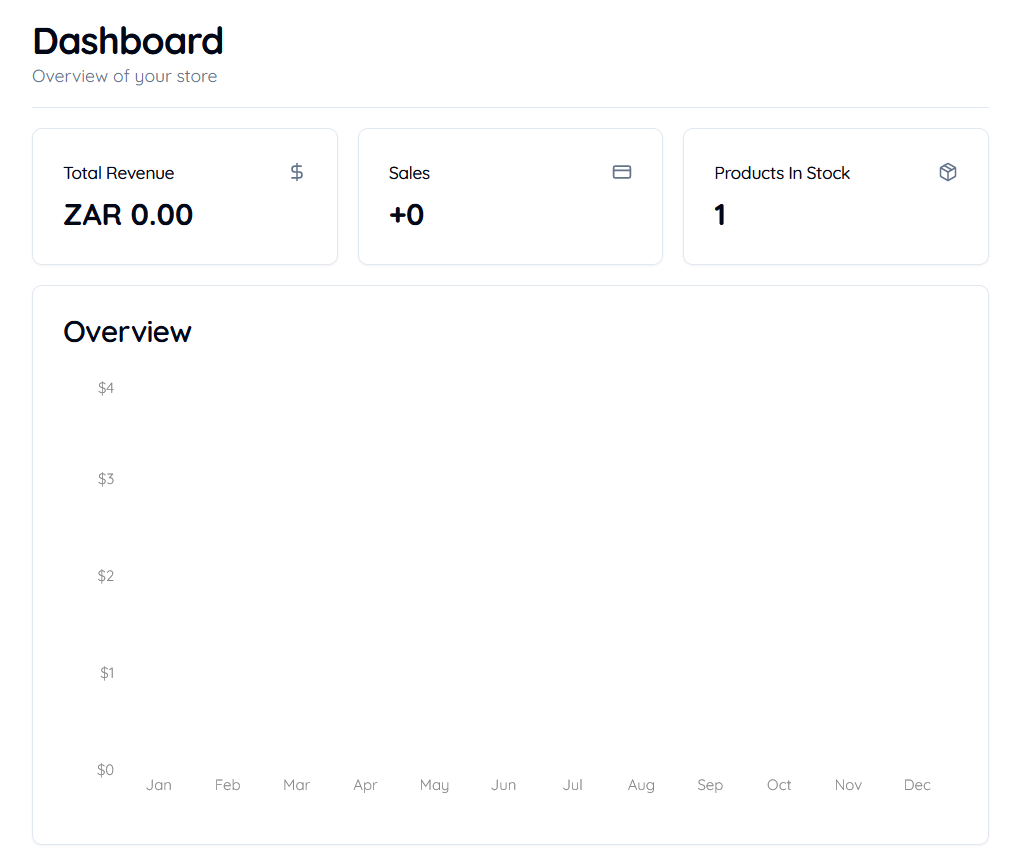 Dashboard
Overview of your store
Total Revenue
ZAR 0.00
Sales
+0
Products In Stock
1
Overview
$4
$3
$2
$1
$0
Jan Feb Mar Apr May Jun Jul Aug Sep Oct Nov Dec